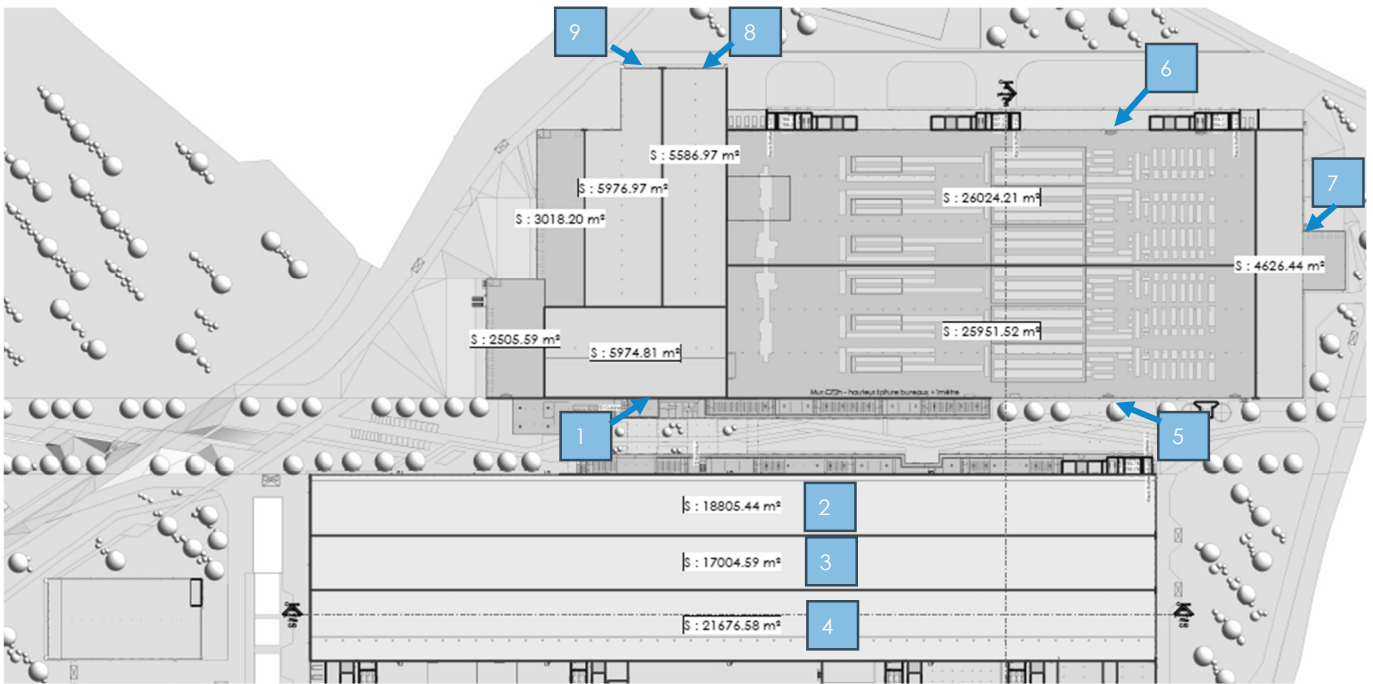 9
8
6
S : 5586.97 m²
S : 5976.97 m²
7
S : 26024.21 m²
S : 3018.20 m²
S : 4626.44 m²
S : 25951.52 m²
S : 2505.59 m²
S : 5974.81 m²
1
5
S : 18805.44 m²
2
S : 17004.59 m²
3
S : 21676.58 m²
4